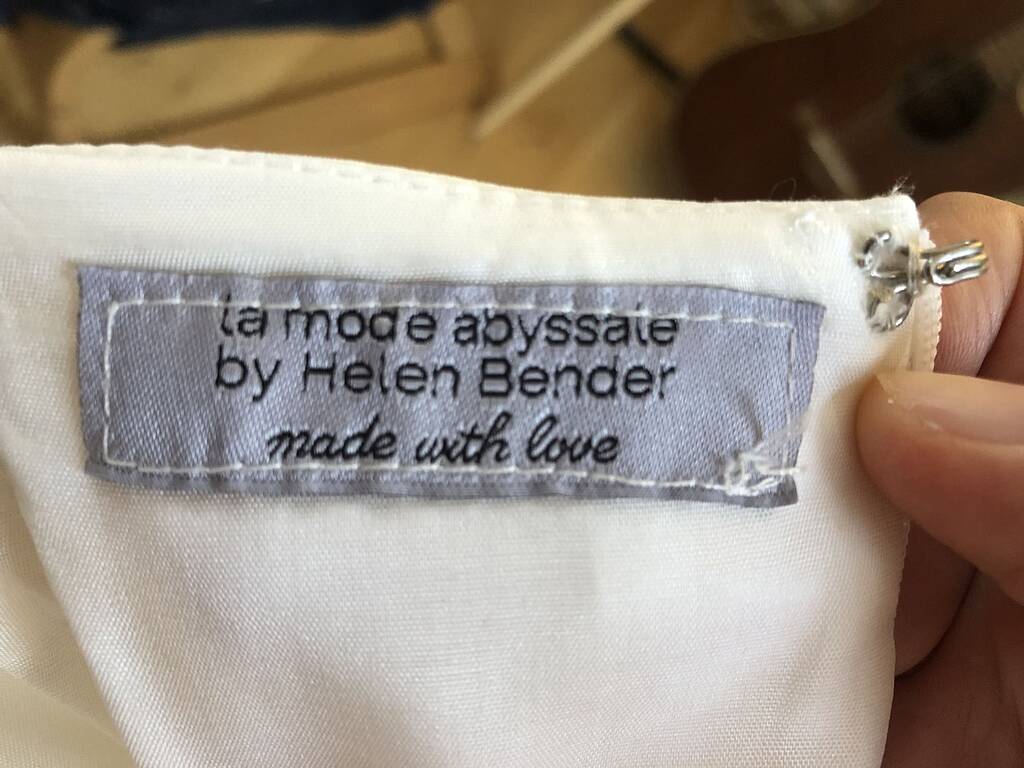 la mode abyssale
by Helen Bender
made with love